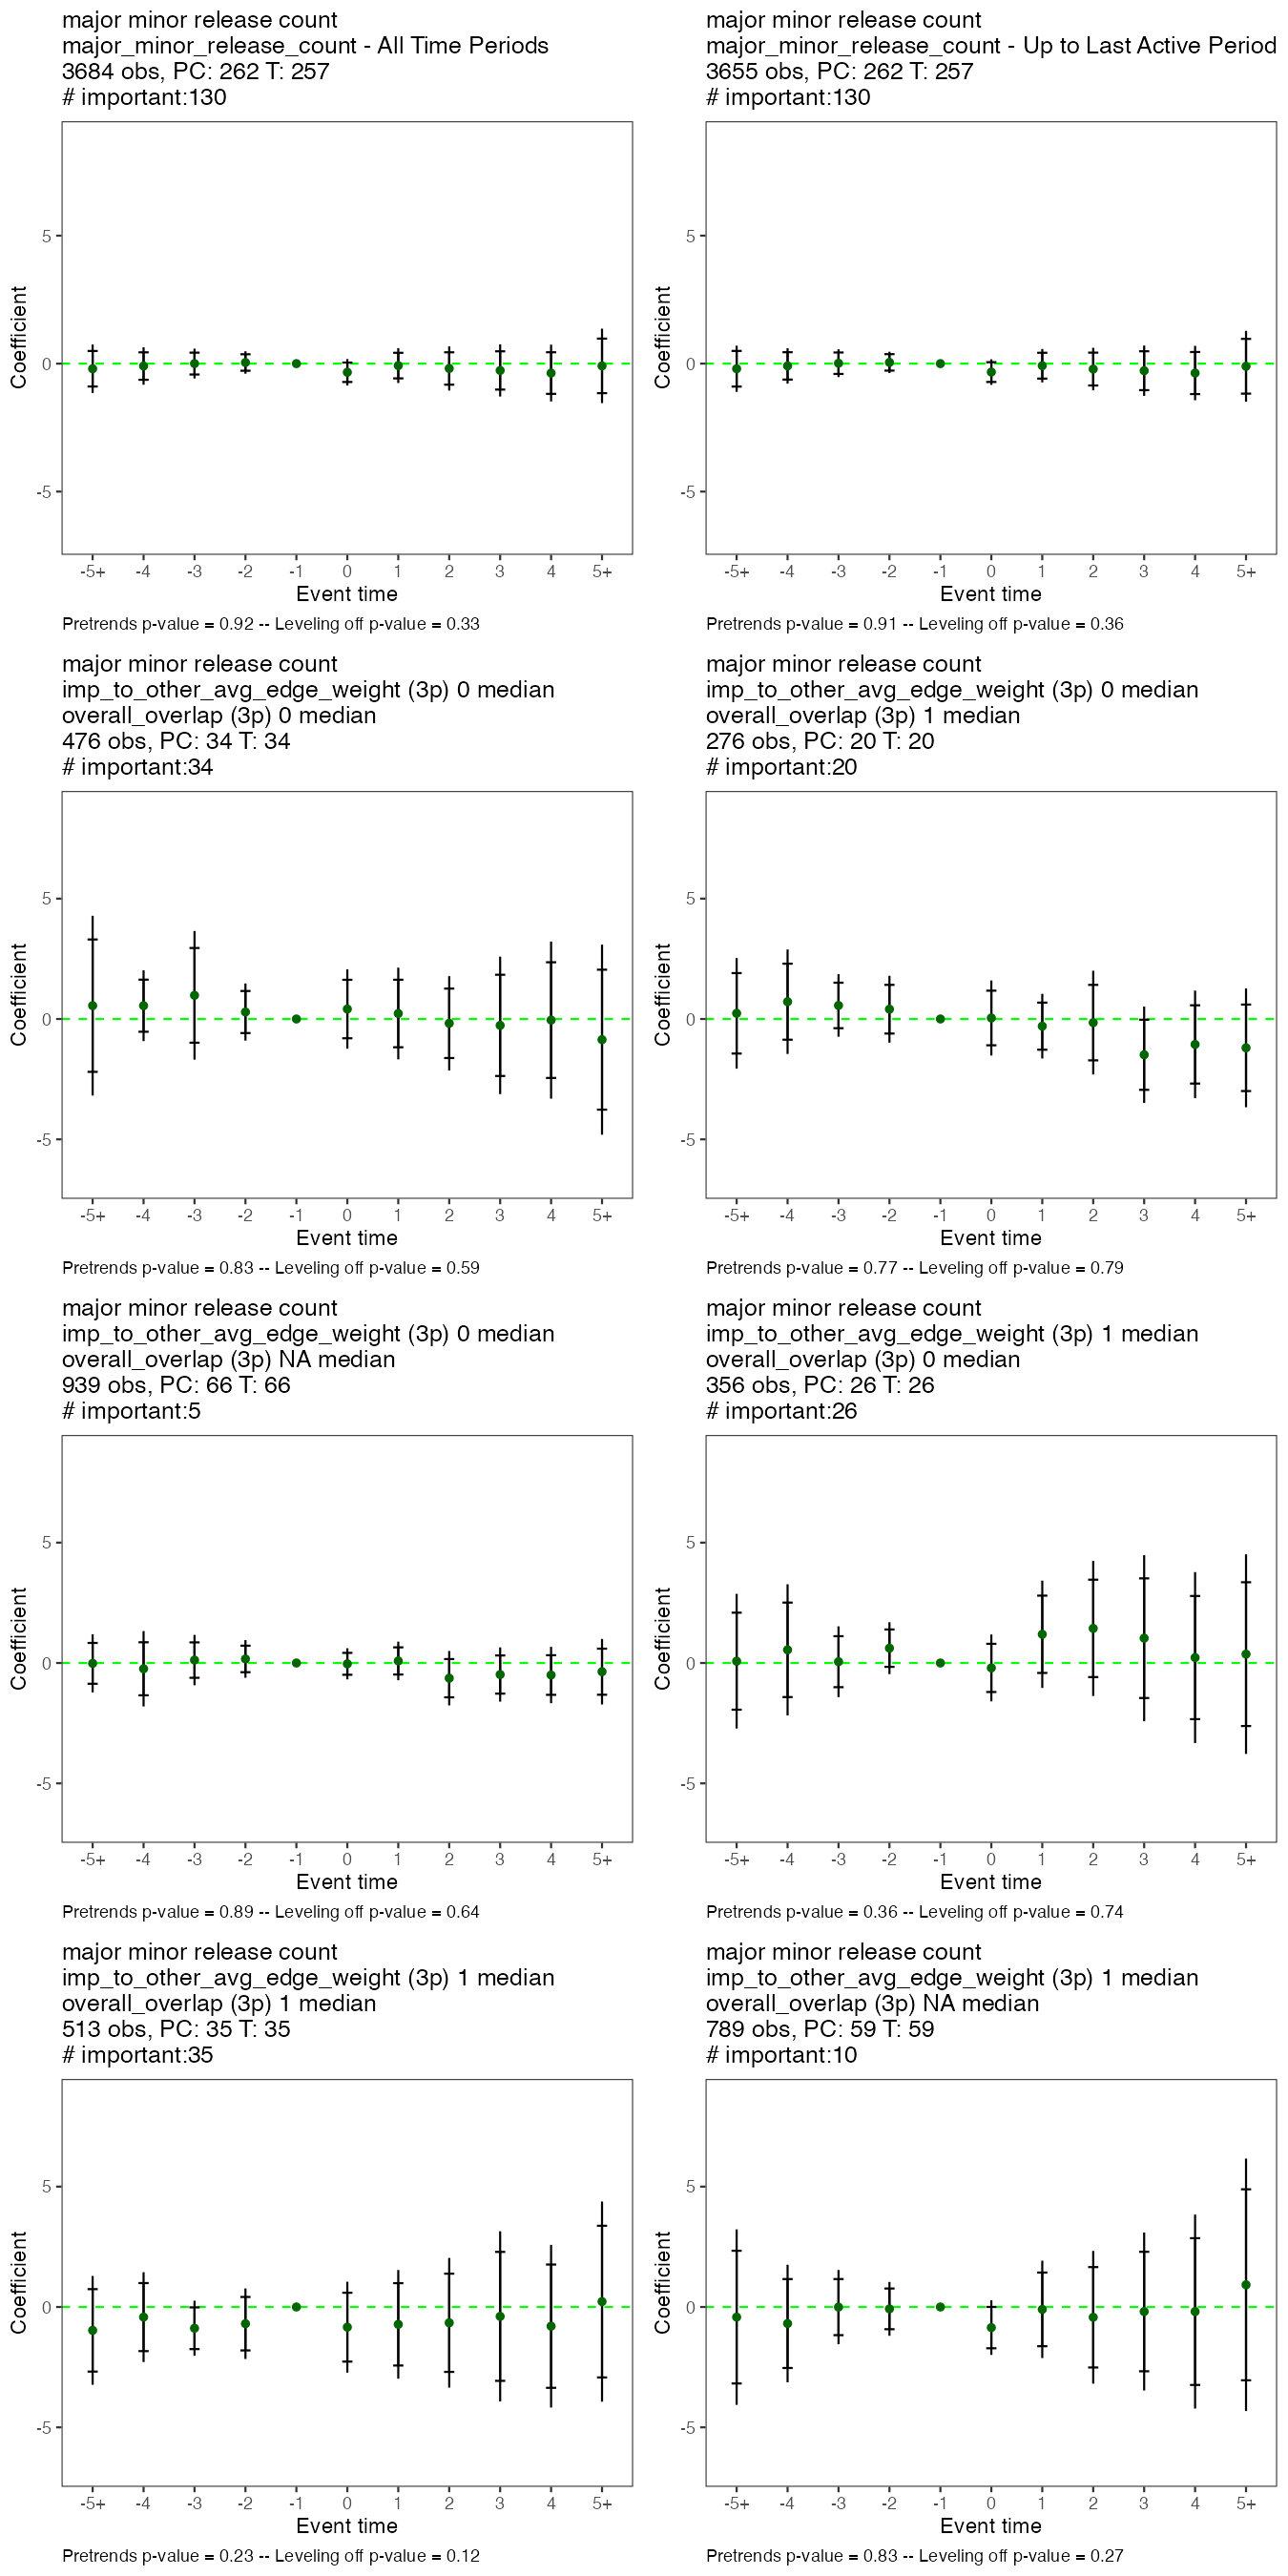 major minor release count
major_minor_release_count - All Time Periods
3684 obs, PC: 262 T: 257
# important:130
5
0
-5
Coefficient
-5+ -4 -3 -2 -1 0 1 2 3 4 5+
Event time
Pretrends p-value = 0.92 -- Leveling off p-value = 0.33
major minor release count
major_minor_release_count - Up to Last Active Period
3655 obs, PC: 262 T: 257
# important:130
5
0
-5
Coefficient
-5+ -4 -3 -2 -1 0 1 2 3 4 5+
Event time
Pretrends p-value = 0.91 -- Leveling off p-value = 0.36
major minor release count
imp_to_other_avg_edge_weight (3p) 0 median
overall_overlap (3p) 0 median
476 obs, PC: 34 T: 34
# important:34
5
0
-5
Coefficient
-5+ -4 -3 -2 -1 0 1 2 3 4 5+
Event time
Pretrends p-value = 0.83 -- Leveling off p-value = 0.59
major minor release count
imp_to_other_avg_edge_weight (3p) 0 median
overall_overlap (3p) 1 median
276 obs, PC: 20 T: 20
# important:20
5
0
-5
Coefficient
-5+ -4 -3 -2 -1 0 1 2 3 4 5+
Event time
Pretrends p-value = 0.77 -- Leveling off p-value = 0.79
major minor release count
imp_to_other_avg_edge_weight (3p) 0 median
overall_overlap (3p) NA median
939 obs, PC: 66 T: 66
# important:5
5
0
-5
Coefficient
-5+ -4 -3 -2 -1 0 1 2 3 4 5+
Event time
Pretrends p-value = 0.89 -- Leveling off p-value = 0.64
major minor release count
imp_to_other_avg_edge_weight (3p) 1 median
overall_overlap (3p) 0 median
356 obs, PC: 26 T: 26
# important:26
5
0
-5
Coefficient
-5+ -4 -3 -2 -1 0 1 2 3 4 5+
Event time
Pretrends p-value = 0.36 -- Leveling off p-value = 0.74
major minor release count
imp_to_other_avg_edge_weight (3p) 1 median
overall_overlap (3p) 1 median
513 obs, PC: 35 T: 35
# important:35
5
0
-5
Coefficient
-5+ -4 -3 -2 -1 0 1 2 3 4 5+
Event time
Pretrends p-value = 0.23 -- Leveling off p-value = 0.12
major minor release count
imp_to_other_avg_edge_weight (3p) 1 median
overall_overlap (3p) NA median
789 obs, PC: 59 T: 59
# important:10
5
0
-5
Coefficient
-5+ -4 -3 -2 -1 0 1 2 3 4 5+
Event time
Pretrends p-value = 0.83 -- Leveling off p-value = 0.27